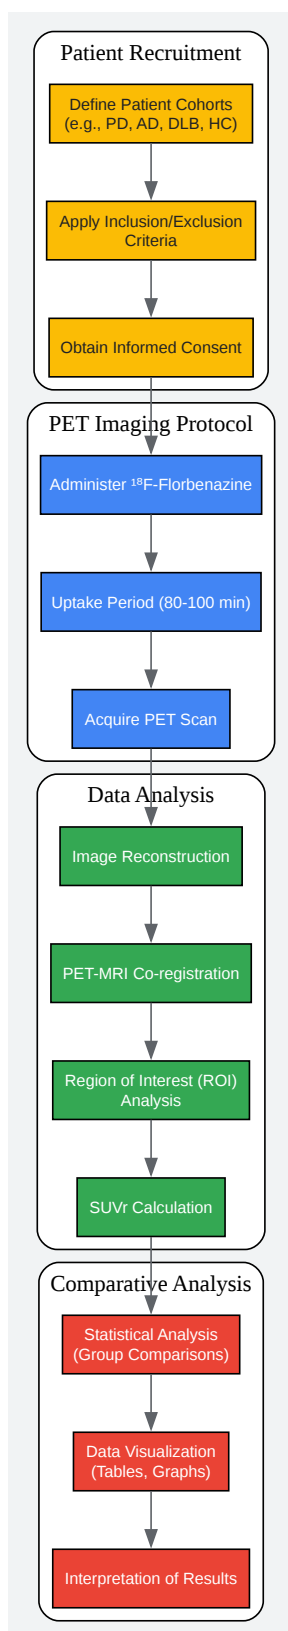 Patient Recruitment
Define Patient Cohorts
(e.g., PD, AD, DLB, HC)
Apply Inclusion/Exclusion
Criteria
Obtain Informed Consent
PET Imaging Protocol
Administer ¹⁸F-Florbenazine
Uptake Period (80-100 min)
Acquire PET Scan
Data Analysis
Image Reconstruction
PET-MRI Co-registration
Region of Interest (ROI)
Analysis
SUVr Calculation
Comparative Analysis
Statistical Analysis
(Group Comparisons)
Data Visualization
(Tables, Graphs)
Interpretation of Results